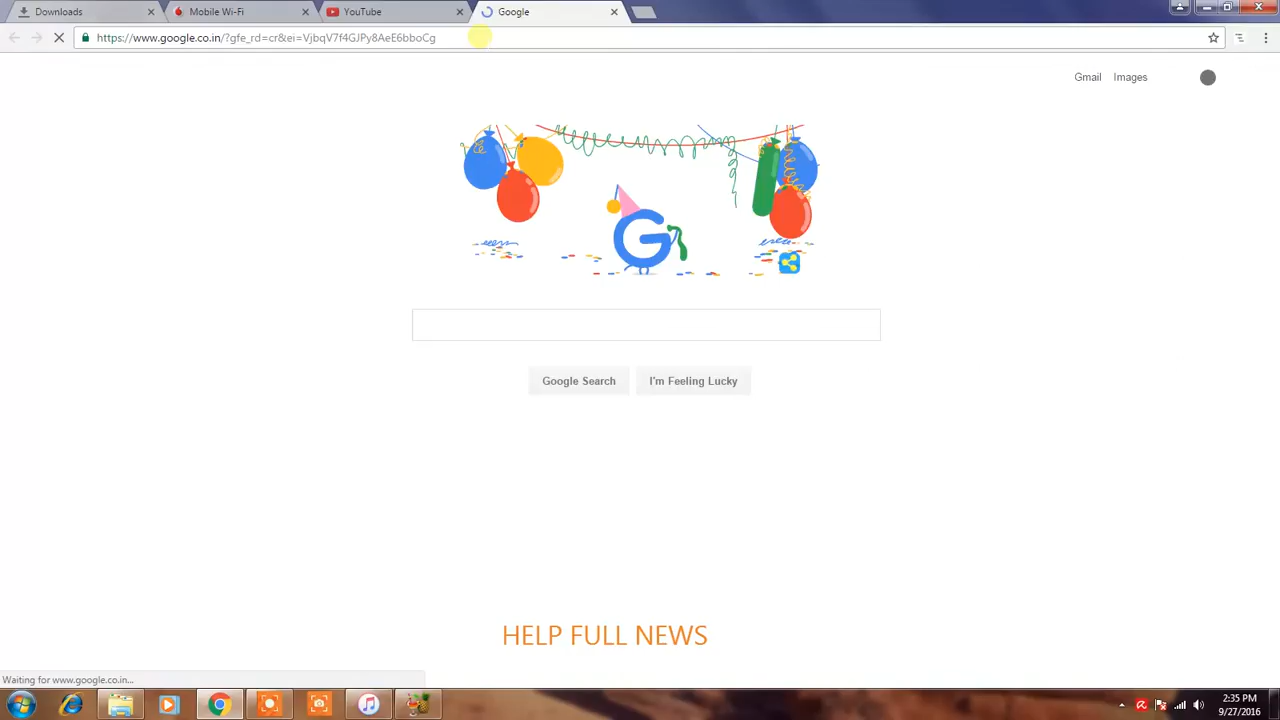 Downloads
Mobile Wi-Fi
YouTube
Google
https://www.google.co.in/?gfe_rd=cr&ei=VjbqV7f4GJPy8AeE6bboCg
Gmail Images
G
Google Search
I'm Feeling Lucky
HELP FULL NEWS
Waiting for www.google.co.in...
2:35 PM
9/27/2016